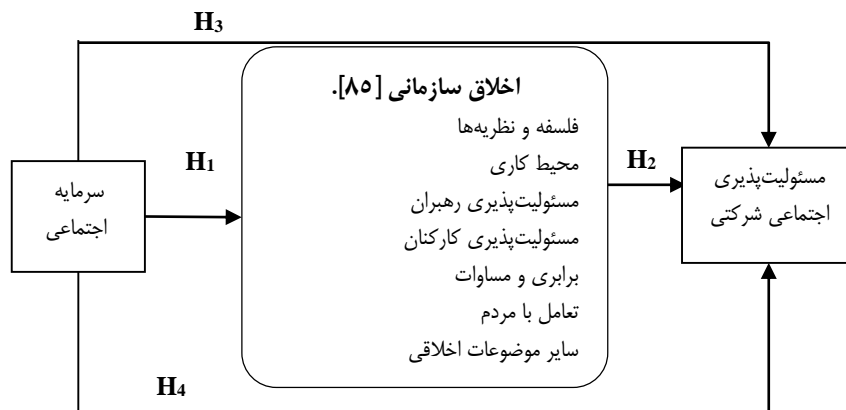 H3
اخلاق سازمانی [۸۵].
فلسفه و نظریه‌ها
محیط کاری
مسئولیت‌پذیری رهبران
مسئولیت‌پذیری کارکنان
برابری و مساوات
تعامل با مردم
سایر موضوعات اخلاقی
H1
H2
سرمایه
اجتماعی
مسئولیت‌پذیری
اجتماعی شرکتی
H4